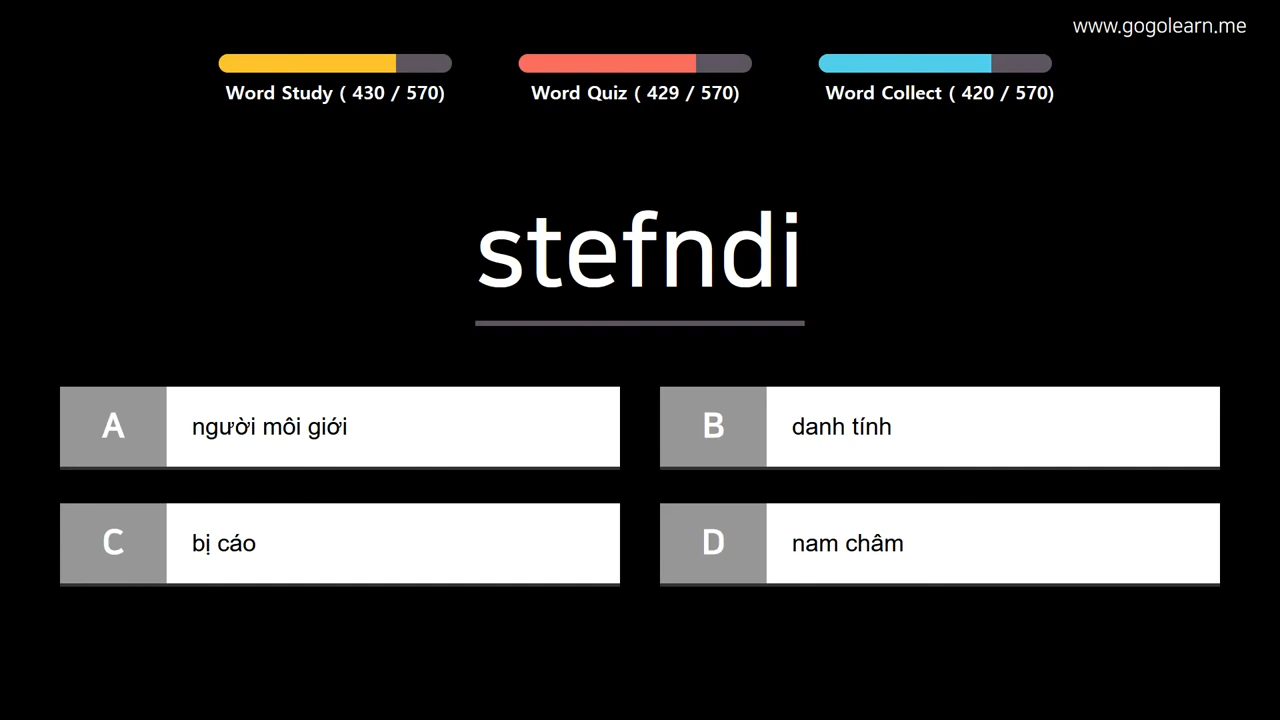 www.gogolearn.me
Word Study ( 430 / 570)
Word Quiz ( 429 / 570)
Word Collect ( 420 / 570)
stefndi
A người môi giới
B danh tính
C bị cáo
D nam châm